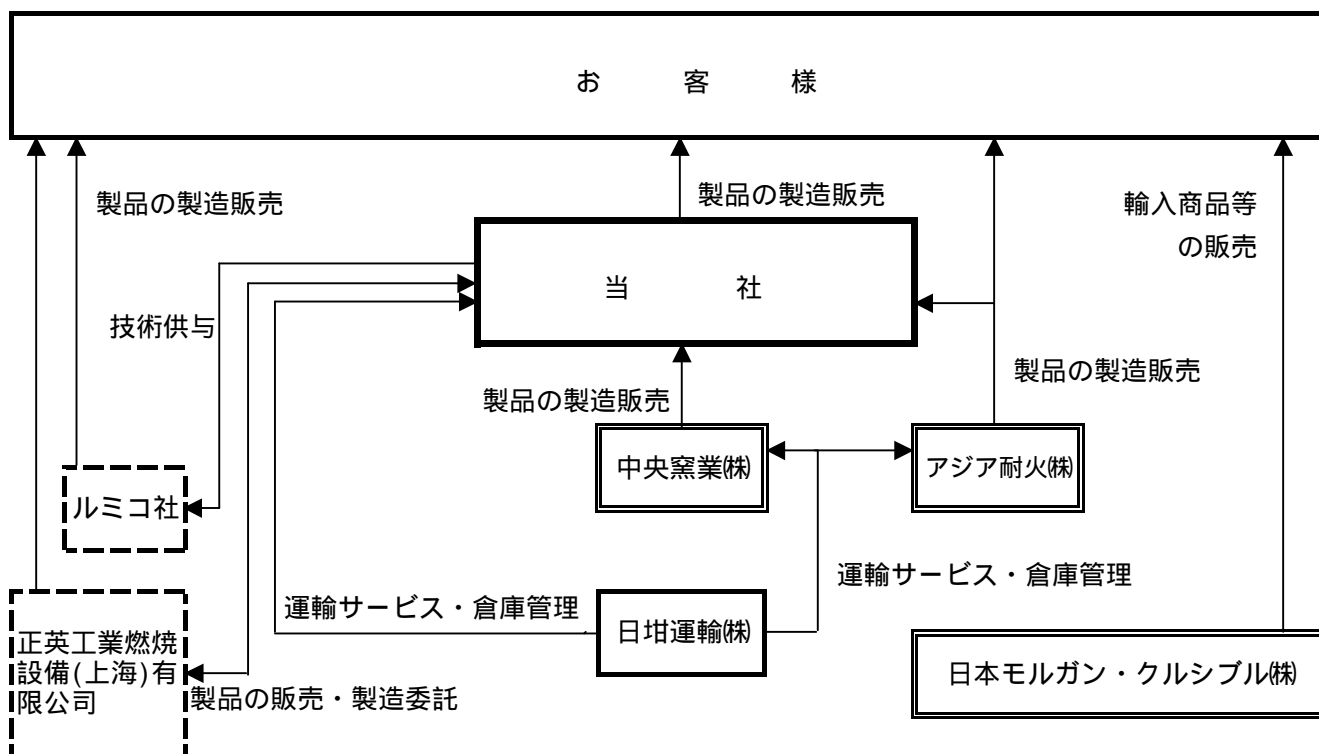 お客様
製品の製造販売
製品の製造販売
輸入商品等
の販売
当社
技術供与
製品の製造販売
製品の製造販売
中央窯業㈱
アジア耐火㈱
ルミコ社
運輸サービス・倉庫管理
運輸サービス・倉庫管理
日坩運輸㈱
正英工業燃焼
設備(上海)有
限公司
日本モルガン・クルシブル㈱
製品の販売・製造委託